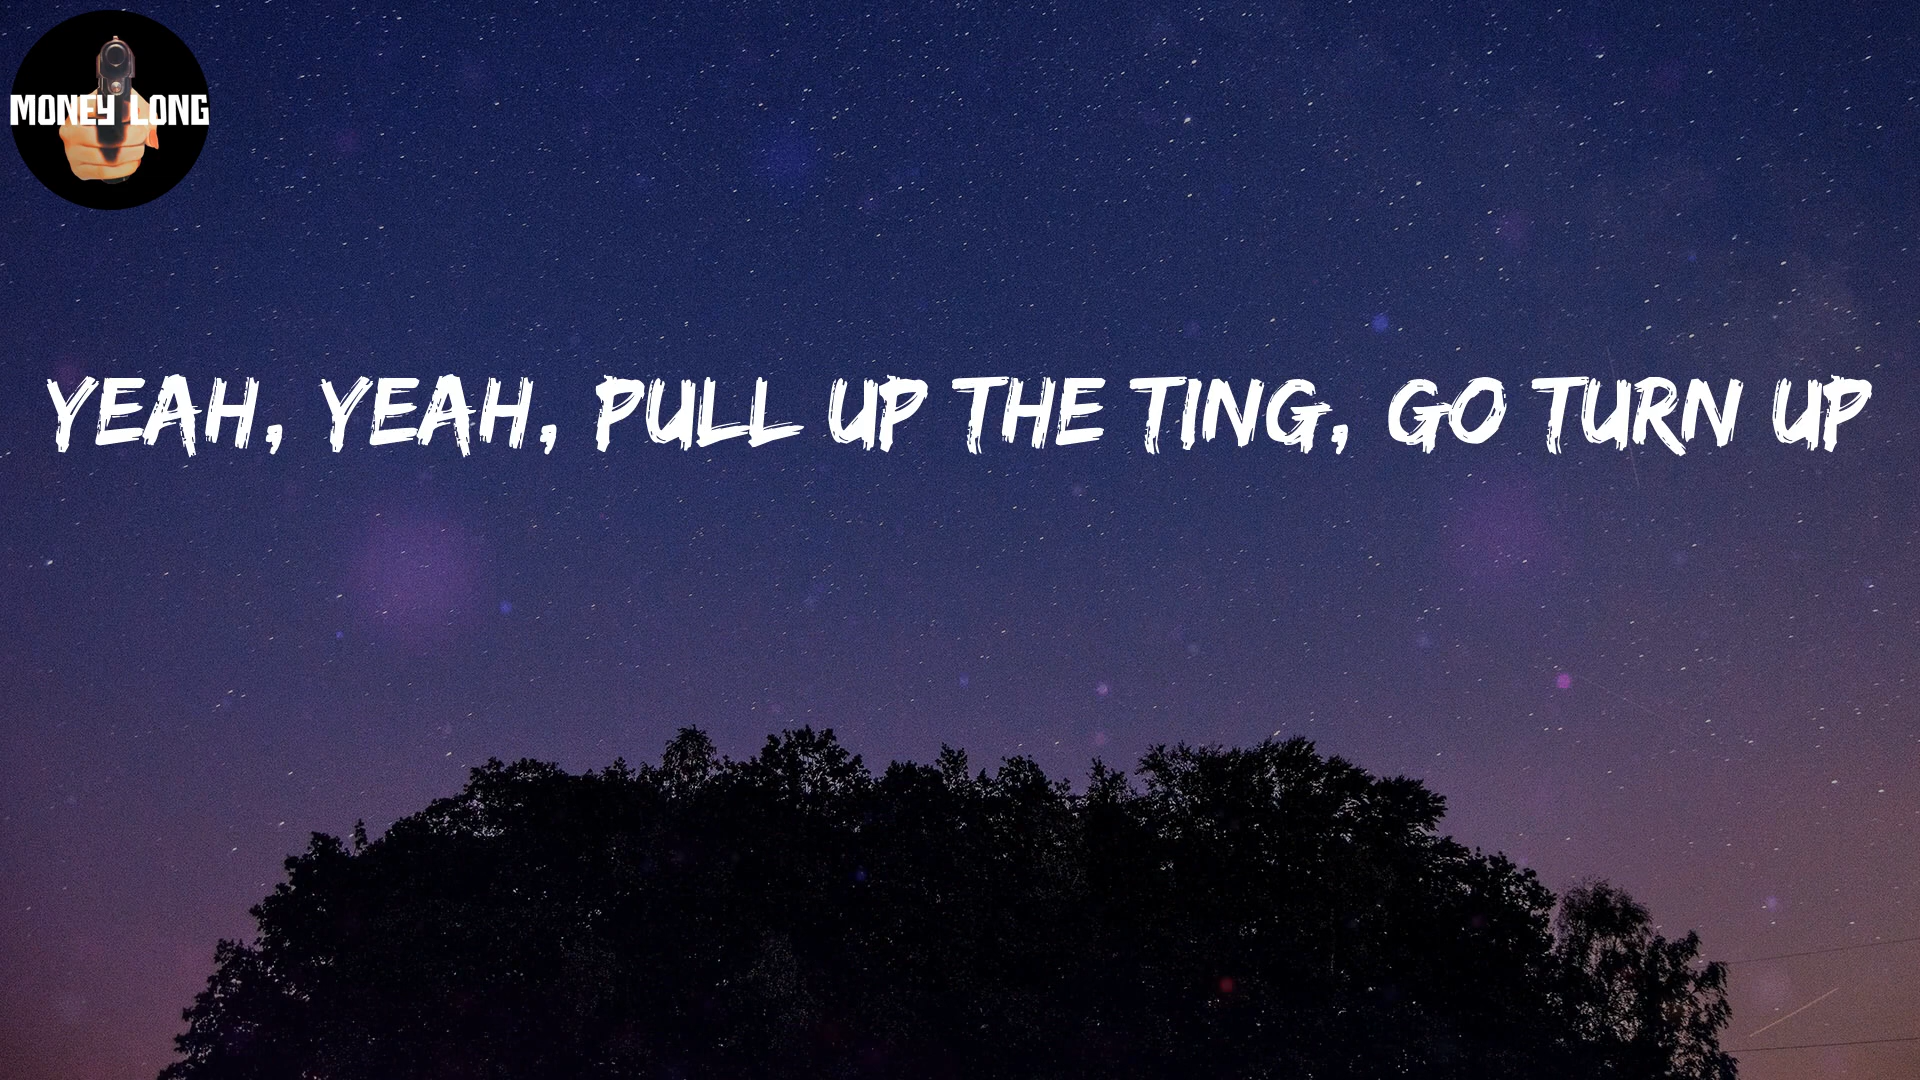 MONEY LONG
YEAH, YEAH, PULL UP THE TING, GO TURN UP